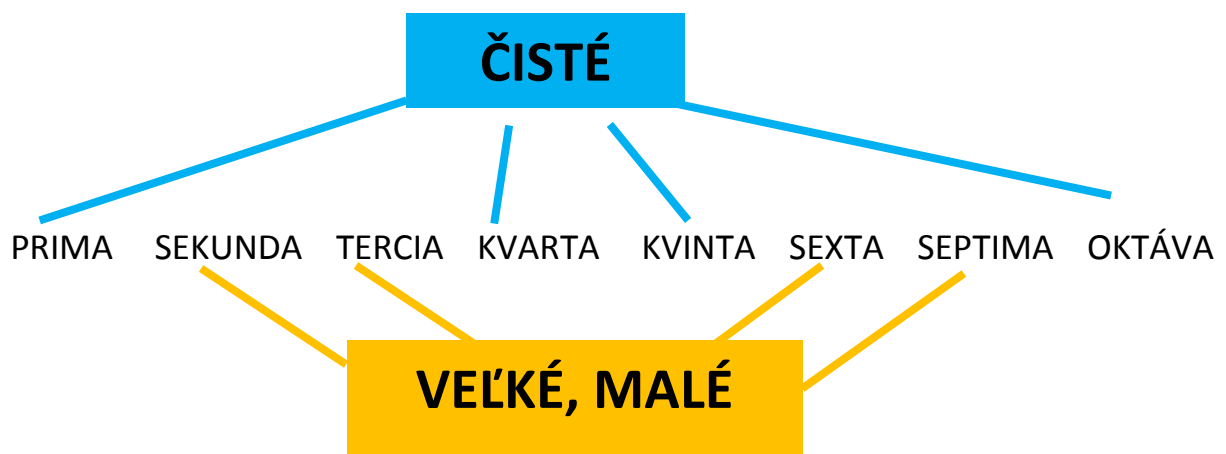 ČISTÉ
PRIMA SEKUNDA TERCIA KVARTA KVINTA SEXTA SEPTIMA OKTÁVA
VEĽKÉ, MALÉ